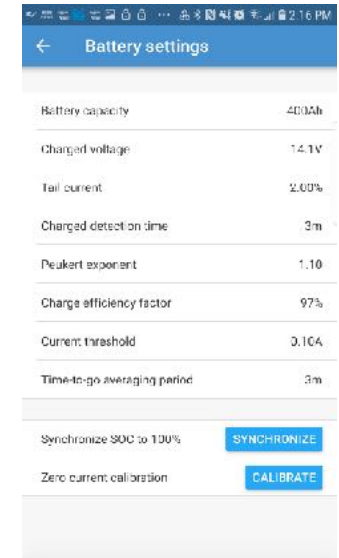 2:16 PM
Battery settings
Battery capacity 400Ah
Charged voltage 14.1V
Tail current 2.00%
Charged detection time 3m
Peukert exponent 1.10
Charge efficiency factor 97%
Current threshold 0.10A
Time-to-go averaging period 3m
Synchronize SOC to 100% SYNCHRONIZE
Zero current calibration CALIBRATE